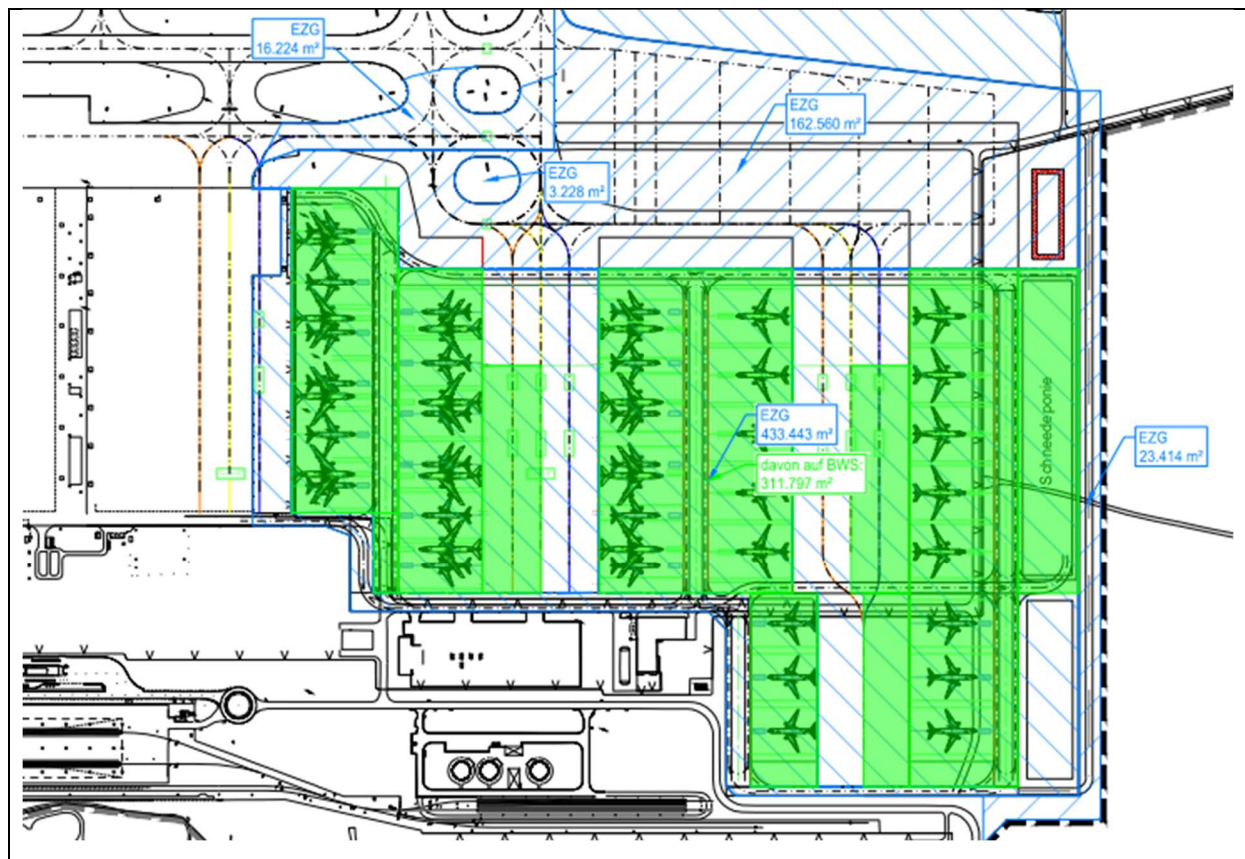 EZG
16.224 m²
EZG
162.560 m²
EZG
3.228 m²
EZG
433.443 m²
davon auf BWS:
311.797 m²
EZG
23.414 m²
Schneedeponie